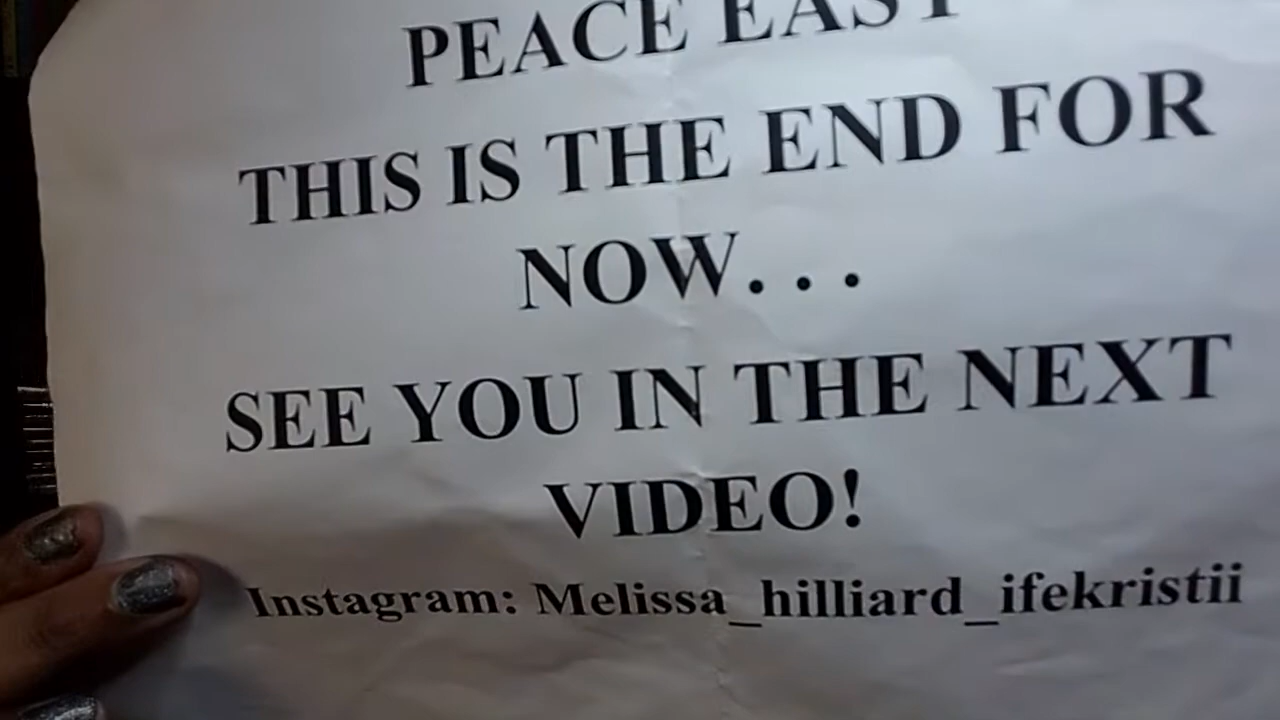 PEACE EAST
THIS IS THE END FOR
NOW...
SEE YOU IN THE NEXT
VIDEO!
Instagram: Melissa_hilliard_ifekristii